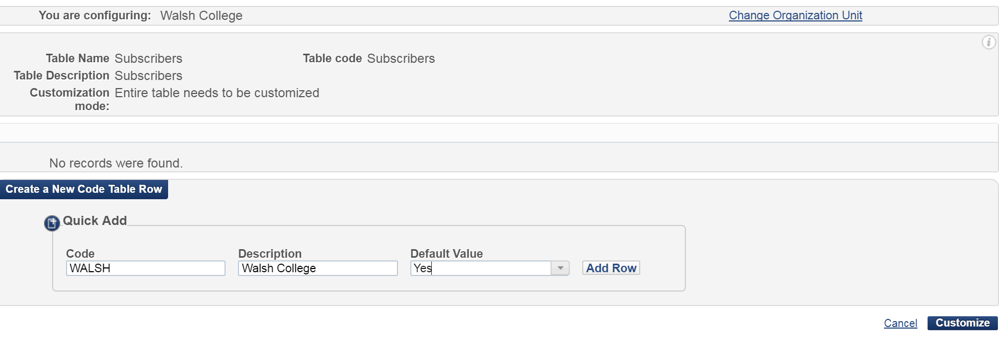 You are configuring: Walsh College Change Organization Unit
Table Name Subscribers Table code Subscribers
Table Description Subscribers
Customization Entire table needs to be customized
mode:
No records were found.
Create a New Code Table Row
Quick Add
Code Description Default Value
WALSH Walsh College Yes Add Row
Cancel Customize